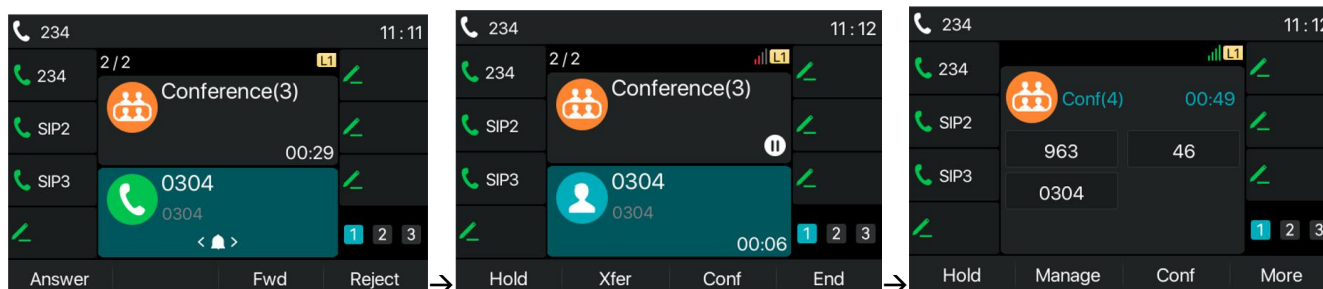 234 11:11
2/2 L1
234
Conference(3)
SIP2
00:29
SIP3
0304
0304
1 2 3
Answer Fwd Reject
→
234 11:12
2/2 L1
234
Conference(3)
SIP2
SIP3
0304
0304
00:06
1 2 3
Hold Xfer Conf End
→
234 11:12
L1
234
Conf(4) 00:49
SIP2
963 46
SIP3
0304
1 2 3
Hold Manage Conf More